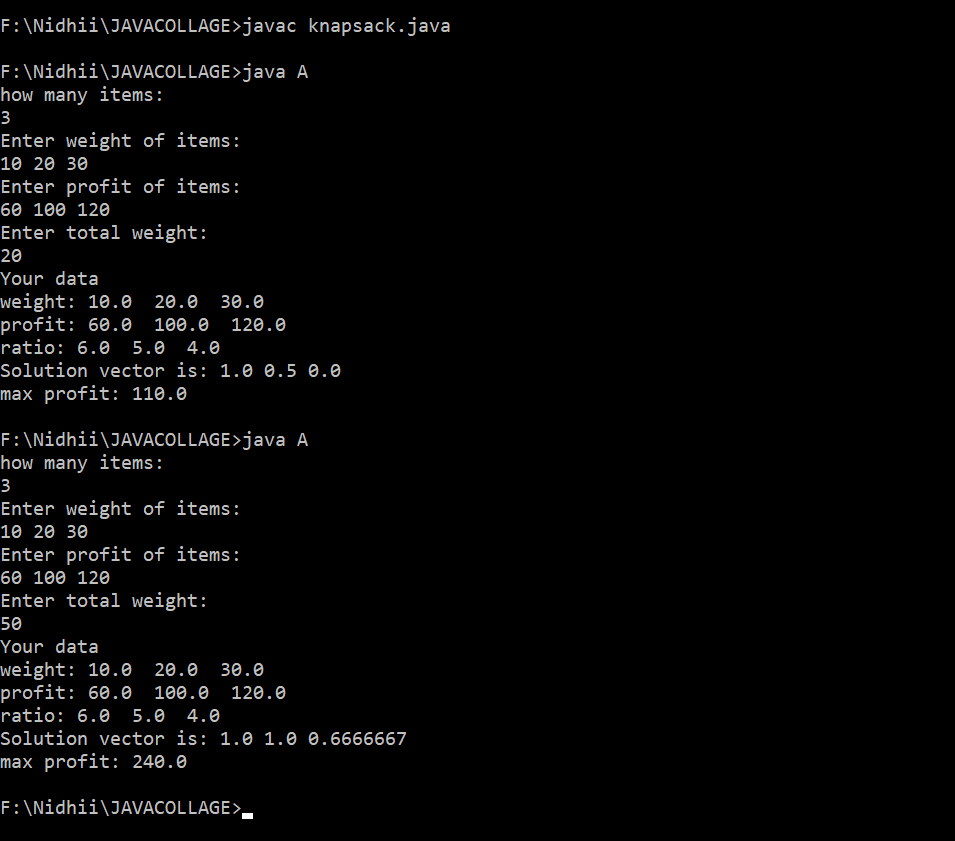 F:\Nidhii\JAVACOLLAGE>javac knapsack.java
F:\Nidhii\JAVACOLLAGE>java A
how many items:
3
Enter weight of items:
10 20 30
Enter profit of items:
60 100 120
Enter total weight:
20
Your data
weight: 10.0  20.0  30.0
profit: 60.0  100.0  120.0
ratio: 6.0  5.0  4.0
Solution vector is: 1.0 0.5 0.0
max profit: 110.0
F:\Nidhii\JAVACOLLAGE>java A
how many items:
3
Enter weight of items:
10 20 30
Enter profit of items:
60 100 120
Enter total weight:
50
Your data
weight: 10.0  20.0  30.0
profit: 60.0  100.0  120.0
ratio: 6.0  5.0  4.0
Solution vector is: 1.0 1.0 0.6666667
max profit: 240.0
F:\Nidhii\JAVACOLLAGE>